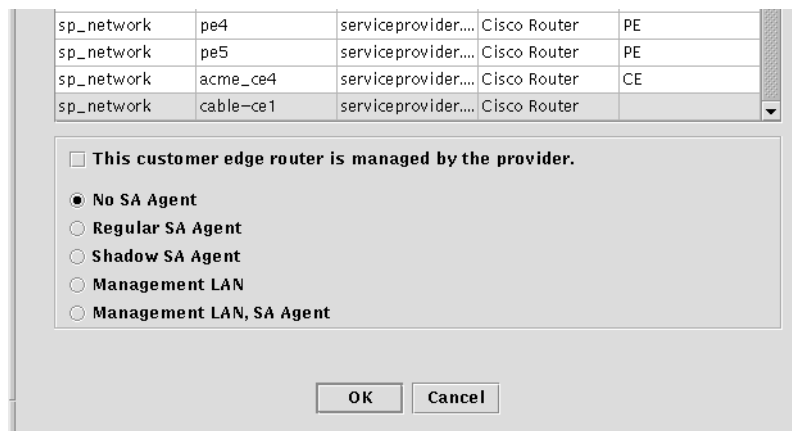 sp_network pe4 serviceprovider.... Cisco Router PE
sp_network pe5 serviceprovider.... Cisco Router PE
sp_network acme_ce4 serviceprovider.... Cisco Router CE
sp_network cable-ce1 serviceprovider.... Cisco Router
This customer edge router is managed by the provider.
No SA Agent
Regular SA Agent
Shadow SA Agent
Management LAN
Management LAN, SA Agent
OK Cancel